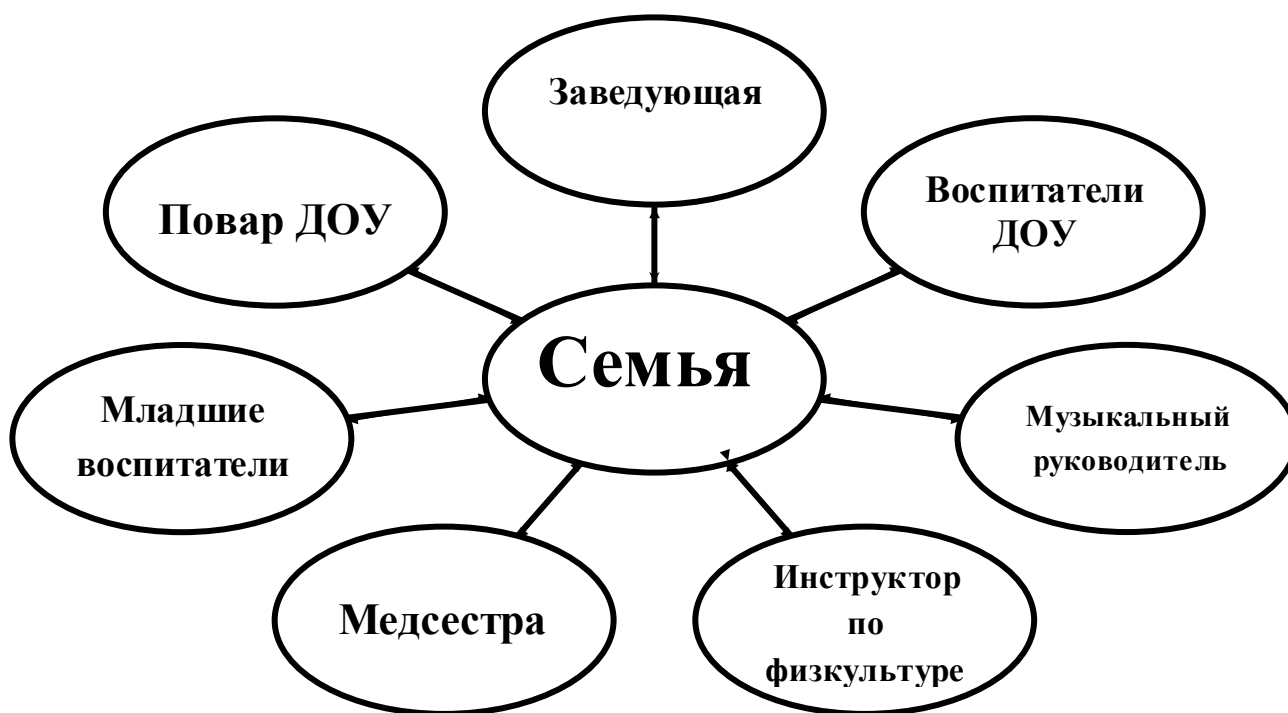 Заведующая
Повар ДОУ
Воспитатели
ДОУ
Семья
Младшие
воспитатели
Музыкальный
руководитель
Медсестра
Инструктор
по
физкультуре